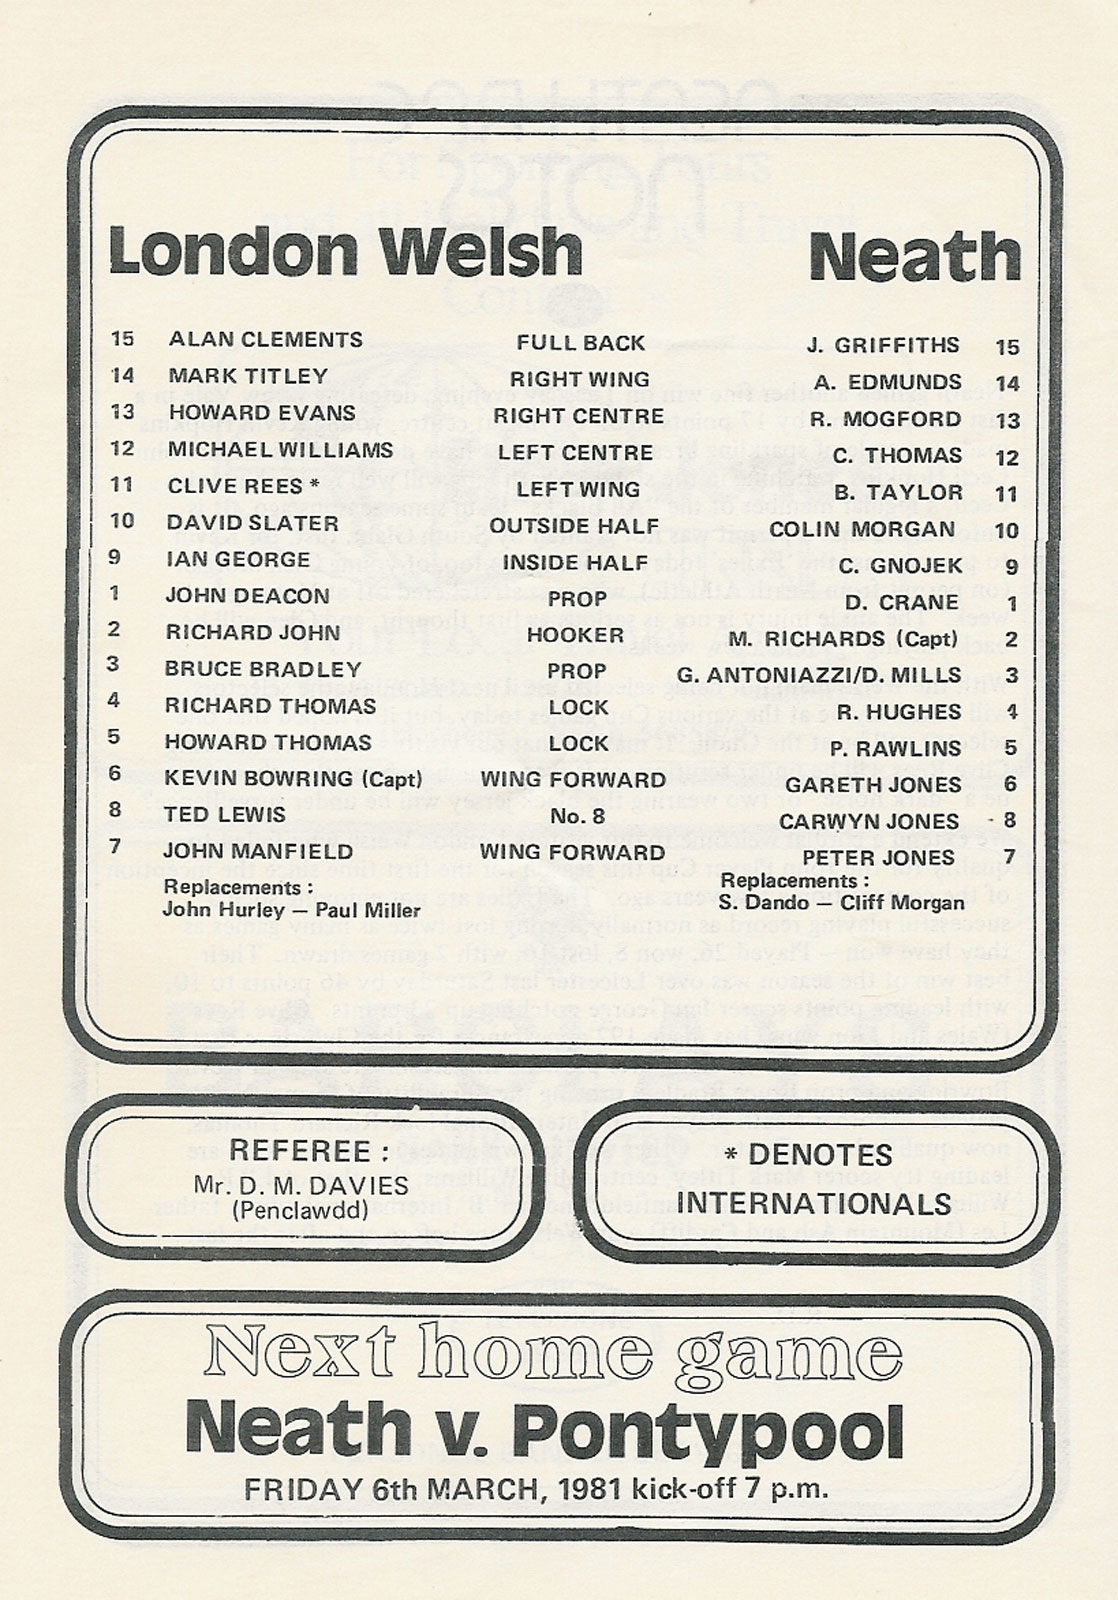 London Welsh Neath
15 ALAN CLEMENTS FULL BACK J. GRIFFITHS 15
14 MARK TITLEY RIGHT WING A. EDMUNDS 14
13 HOWARD EVANS RIGHT CENTRE R. MOGFORD 13
12 MICHAEL WILLIAMS LEFT CENTRE C. THOMAS 12
11 CLIVE REES * LEFT WING B. TAYLOR 11
10 DAVID SLATER OUTSIDE HALF COLIN MORGAN 10
9 IAN GEORGE INSIDE HALF C. GNOJEK 9
1 JOHN DEACON PROP D. CRANE 1
2 RICHARD JOHN HOOKER M. RICHARDS (Capt) 2
3 BRUCE BRADLEY PROP G. ANTONIAZZI/D. MILLS 3
4 RICHARD THOMAS LOCK R. HUGHES 4
5 HOWARD THOMAS LOCK P. RAWLINS 5
6 KEVIN BOWRING (Capt) WING FORWARD GARETH JONES 6
8 TED LEWIS No. 8 CARWYN JONES 8
7 JOHN MANFIELD WING FORWARD PETER JONES 7
Replacements : Replacements :
John Hurley — Paul Miller S. Dando — Cliff Morgan
REFEREE :
Mr. D. M. DAVIES
(Penclawdd)
* DENOTES
INTERNATIONALS
Next home game
Neath v. Pontypool
FRIDAY 6th MARCH, 1981 kick-off 7 p.m.